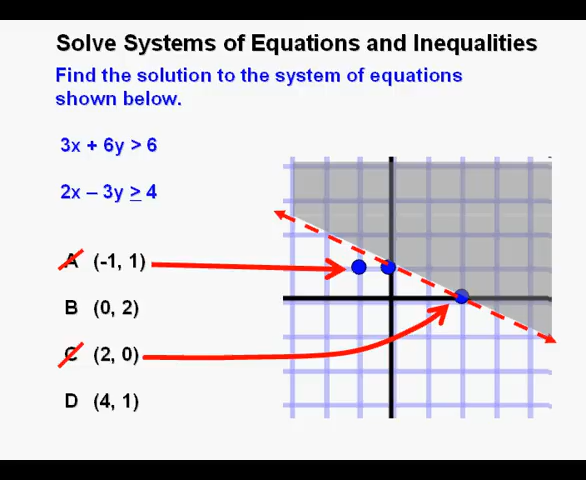 Solve Systems of Equations and Inequalities
Find the solution to the system of equations
shown below.
3x + 6y > 6
2x – 3y ≥ 4
A (-1, 1)
B (0, 2)
C (2, 0)
D (4, 1)